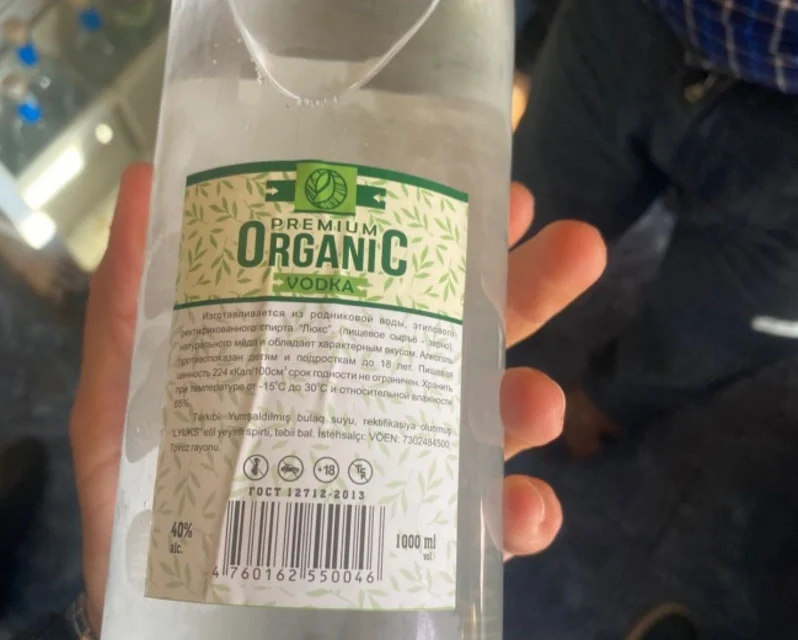 PREMIUM
ORGANIC
VODKA
Изготавливается из родниковой воды, этилового
ректификованного спирта "Люкс", (пищевое сырьё - зерно),
натурального мёда и обладает характерным вкусом. Алкоголь
противопоказан детям и подросткам до 18 лет. Пищевая
ценность 224 кКал/100см³ срок годности не ограничен. Хранить
при температуре от -15°С до 30°С и относительной влажности
85%.
Tərkibi: Yumşaldılmış bulaq suyu, rektifikasiya olunmuş
"LYUKS" etil yeyinti spirti, təbii bal. İstehsalçı: VÖEN: 7302484500
Tovuz rayonu.
+18
ГОСТ 12712-2013
40%
alc.
1000 ml
vol
4 760162 550046